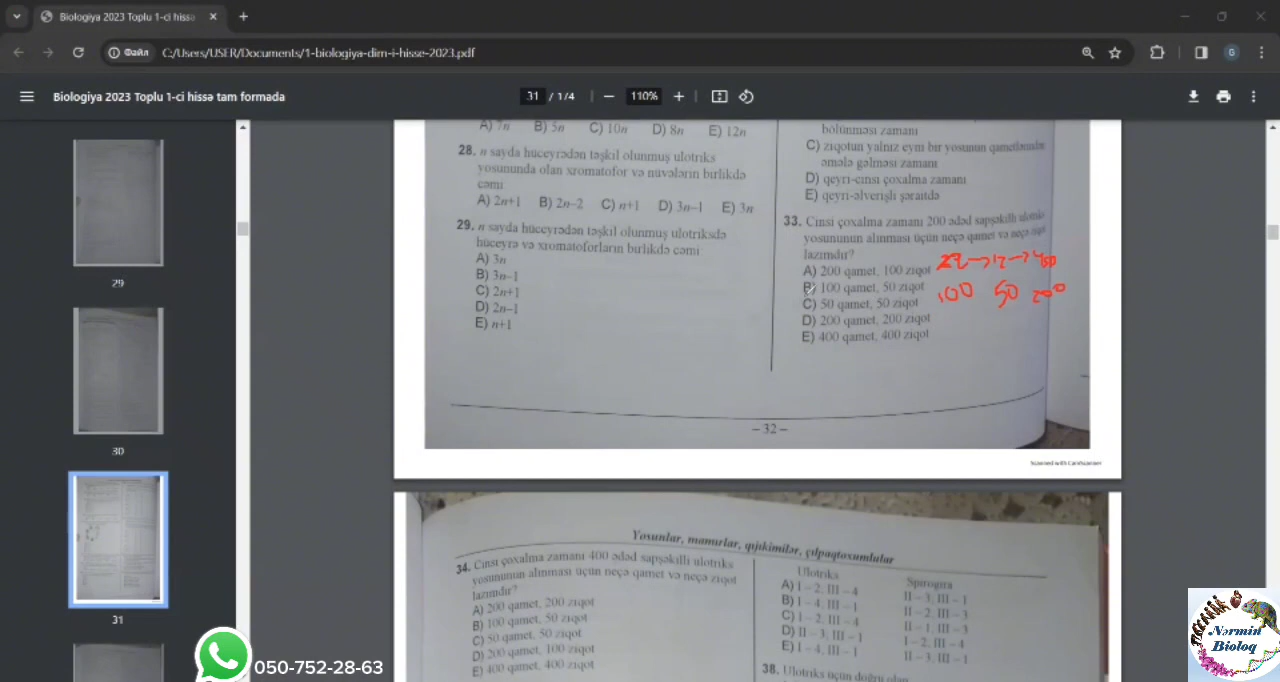 Biologiya 2023 Toplu 1-ci hissə
Файл
C:/Users/USER/Documents/1-biologiya-dim-i-hisse-2023.pdf
G
Biologiya 2023 Toplu 1-ci hissə tam formada
31 / 174
110%
29
30
31
A) 7n B) 5n C) 10n D) 8n E) 12n
28. n sayda hüceyrədən təşkil olunmuş ulotriks
yosununda olan xromatofor və nüvələrin birlikdə
cəmi
A) 2n+1 B) 2n−2 C) n+1 D) 3n−1 E) 3n
29. n sayda hüceyrədən təşkil olunmuş ulotriksdə
hüceyrə və xromatoforların birlikdə cəmi
A) 3n
B) 3n−1
C) 2n+1
D) 2n−1
E) n+1
bölünməsi zamanı
C) ziqotun yalnız eyni bir yosunun qametlərindən
əmələ gəlməsi zamanı
D) qeyri-cinsi çoxalma zamanı
E) qeyri-əlverişli şəraitdə
33. Cinsi çoxalma zamanı 200 ədəd sapşəkilli ulotriks
yosununun alınması üçün neçə qamet və neçə ziqot
lazımdır?
A) 200 qamet, 100 ziqot
B) 100 qamet, 50 ziqot
C) 50 qamet, 50 ziqot
D) 200 qamet, 200 ziqot
E) 400 qamet, 400 ziqot
100 50 200
– 32 –
Scanned with CamScanner
Yosunlar, mamırlar, qıjıkimilər, çılpaqtoxumlular
34. Cinsi çoxalma zamanı 400 ədəd sapşəkilli ulotriks
yosununun alınması üçün neçə qamet və neçə ziqot
lazımdır?
A) 200 qamet, 200 ziqot
B) 100 qamet, 50 ziqot
C) 50 qamet, 50 ziqot
D) 200 qamet, 100 ziqot
E) 400 qamet, 400 ziqot
Ulotriks Spirogira
A) I – 2, III – 4 II – 3, III – 1
B) I – 4, III – 1 II – 2, III – 3
C) I – 2, III – 4 II – 1, III – 3
D) II – 3, III – 1 I – 2, III – 4
E) I – 4, III – 1 II – 3, III – 1
38. Ulotriks üçün doğru olan
050-752-28-63
Nərmin
Bioloq